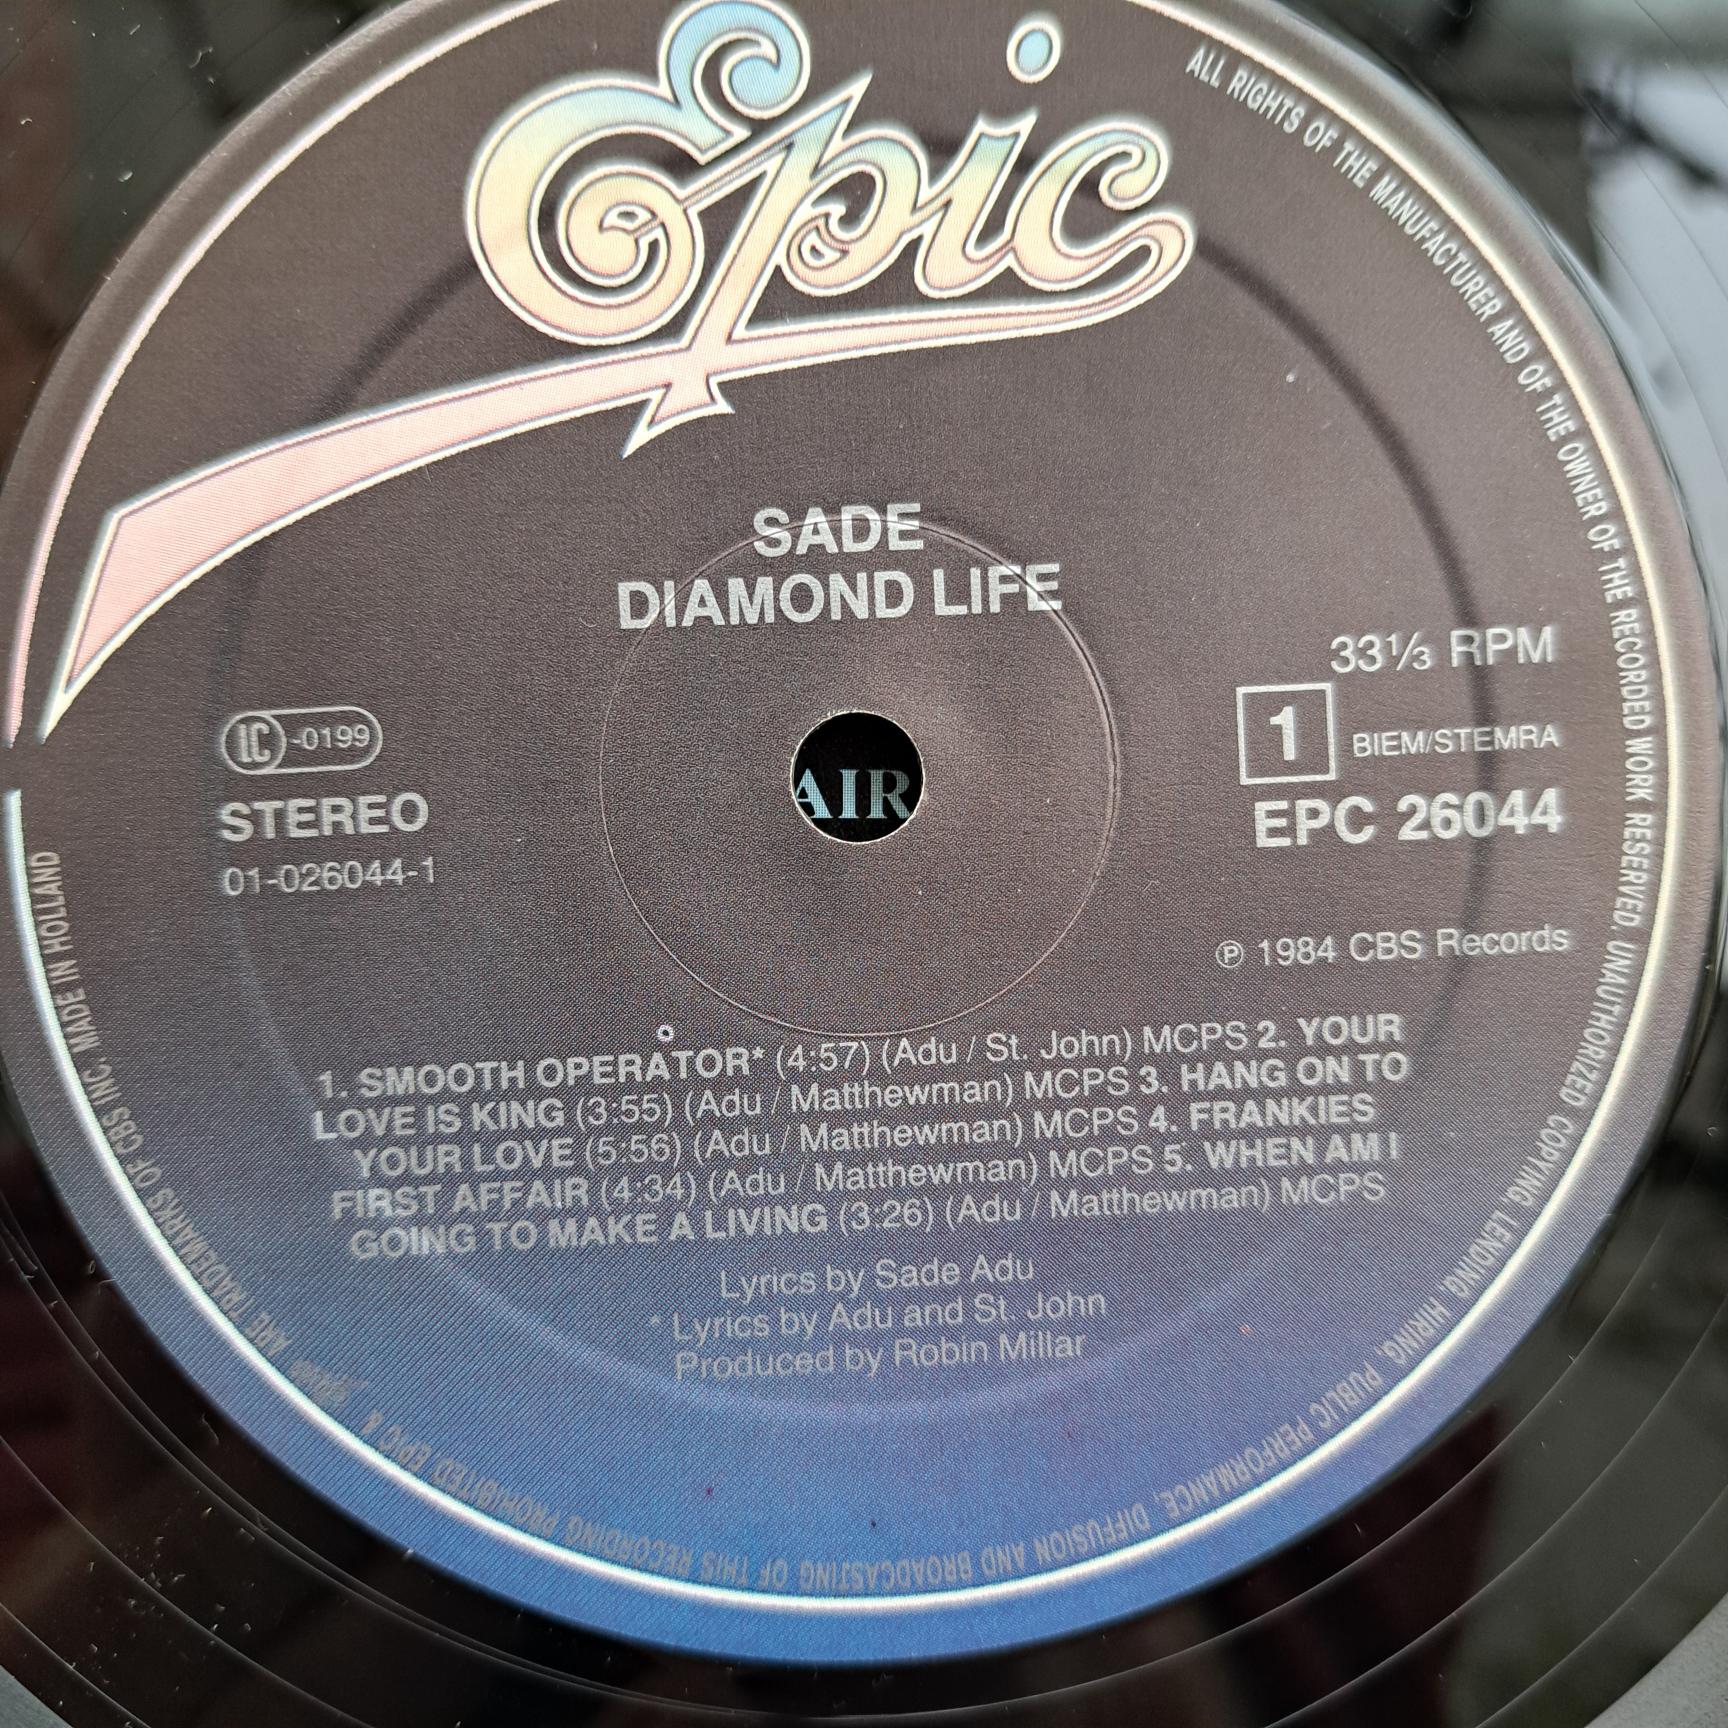 Epic
SADE
DIAMOND LIFE
33⅓ RPM
LC -0199
1 BIEM/STEMRA
STEREO
EPC 26044
01-026044-1
AIR
℗ 1984 CBS Records
1. SMOOTH OPERATOR* (4:57) (Adu / St. John) MCPS 2. YOUR
LOVE IS KING (3:55) (Adu / Matthewman) MCPS 3. HANG ON TO
YOUR LOVE (5:56) (Adu / Matthewman) MCPS 4. FRANKIES
FIRST AFFAIR (4:34) (Adu / Matthewman) MCPS 5. WHEN AM I
GOING TO MAKE A LIVING (3:26) (Adu / Matthewman) MCPS
Lyrics by Sade Adu
* Lyrics by Adu and St. John
Produced by Robin Millar
ALL RIGHTS OF THE MANUFACTURER AND OF THE OWNER OF THE RECORDED WORK RESERVED. UNAUTHORIZED COPYING, LENDING, HIRING, PUBLIC PERFORMANCE, DIFFUSION AND BROADCASTING OF THIS RECORDING PROHIBITED EPIC & ARE TRADEMARKS OF CBS INC. MADE IN HOLLAND